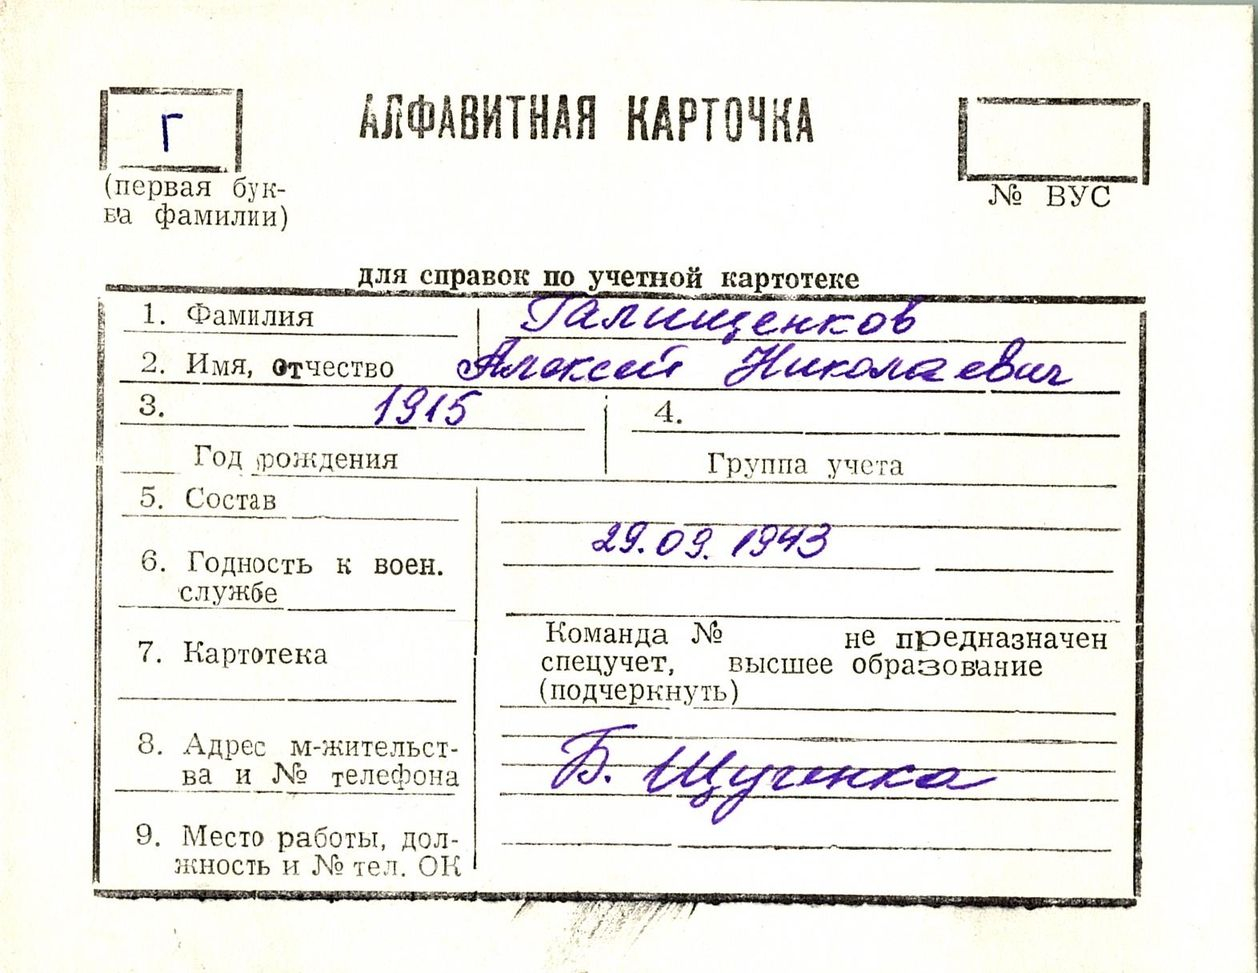 АЛФАВИТНАЯ КАРТОЧКА
Г
(первая бук-
ва фамилии)
№ ВУС
для справок по учетной картотеке
1. Фамилия Галищенков
2. Имя, отчество Алексей Николаевич
3. 1915 4.
Год рождения Группа учета
5. Состав
29.09.1943
6. Годность к воен.
службе
Команда № не предназначен
7. Картотека
спецучет, высшее образование
(подчеркнуть)
8. Адрес м-жительст-
ва и № телефона
Б. Щученка
9. Место работы, дол-
жность и № тел. ОК